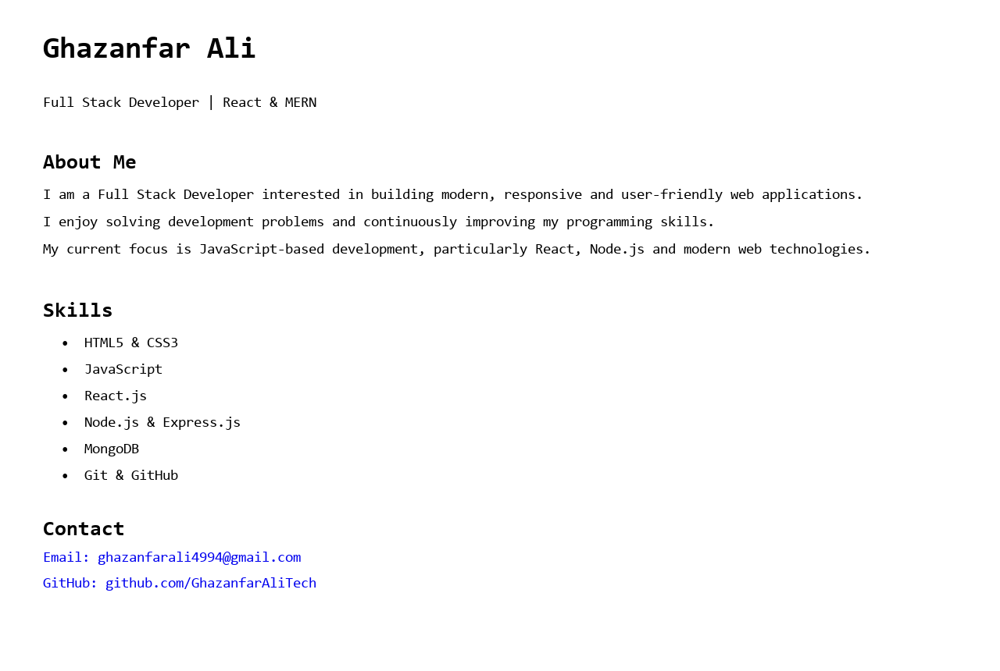 Ghazanfar Ali
Full Stack Developer | React & MERN
About Me
I am a Full Stack Developer interested in building modern, responsive and user-friendly web applications.
I enjoy solving development problems and continuously improving my programming skills.
My current focus is JavaScript-based development, particularly React, Node.js and modern web technologies.
Skills
• HTML5 & CSS3
• JavaScript
• React.js
• Node.js & Express.js
• MongoDB
• Git & GitHub
Contact
Email: ghazanfarali4994@gmail.com
GitHub: github.com/GhazanfarAliTech